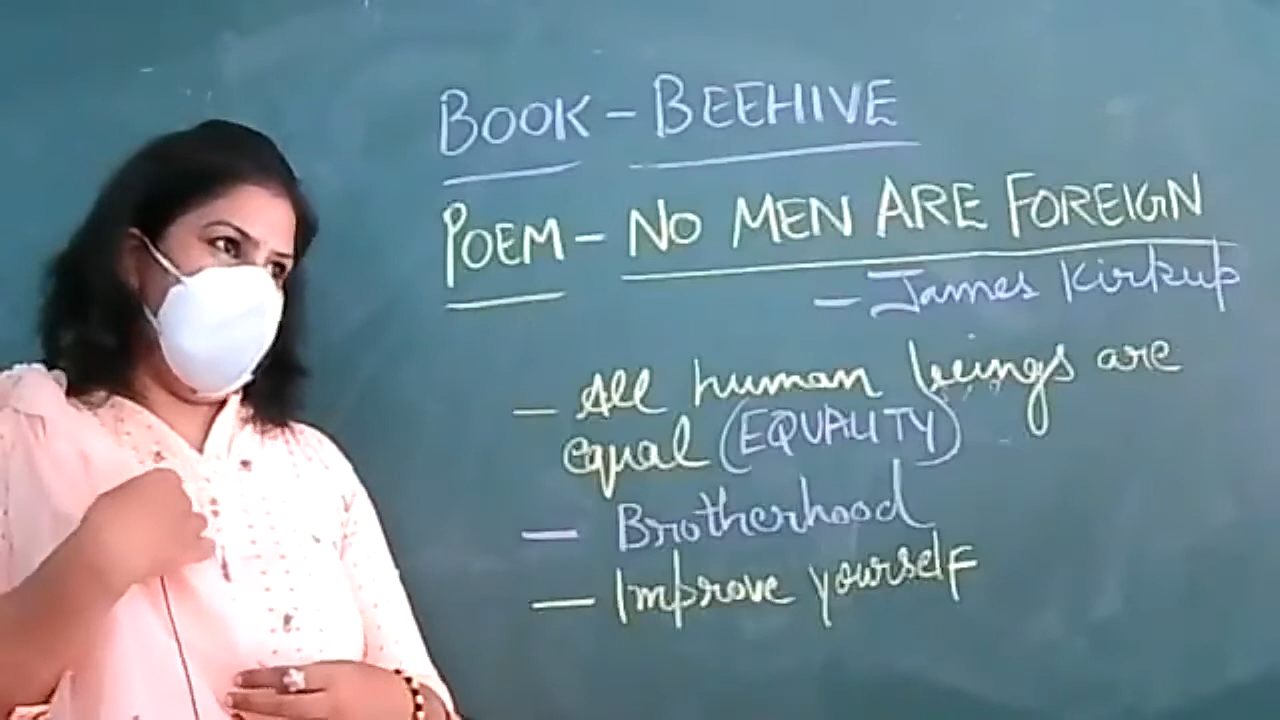 BOOK - BEEHIVE
POEM - NO MEN ARE FOREIGN
- James Kirkup
- All human beings are
equal (EQUALITY)
- Brotherhood
- Improve yourself